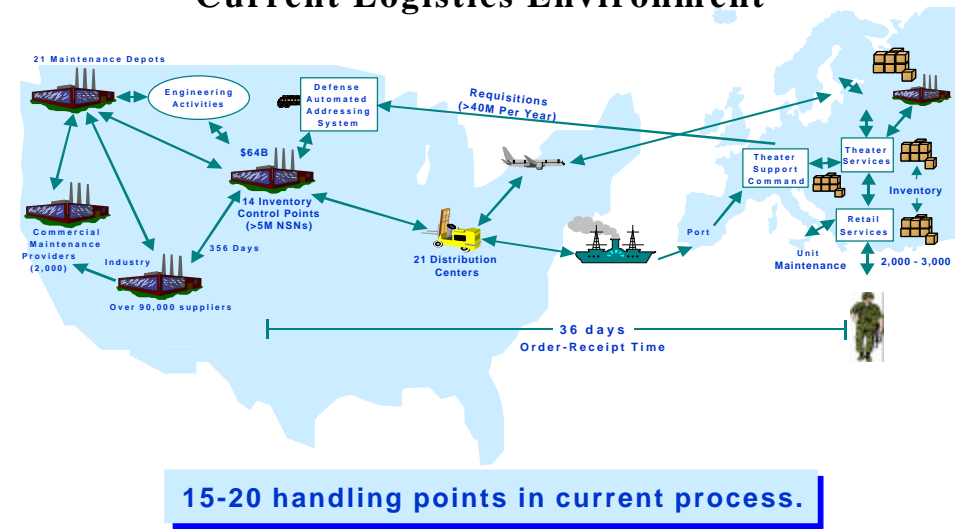 Current Logistics Environment
21 Maintenance Depots
Engineering
Activities
Defense
Automated
Addressing
System
Requisitions
(>40M Per Year)
$64B
14 Inventory
Control Points
(>5M NSNs)
Theater
Support
Command
Theater
Services
Inventory
Retail
Services
Commercial
Maintenance
Providers
(2,000)
Industry
356 Days
21 Distribution
Centers
Port
Unit
Maintenance
2,000 - 3,000
Over 90,000 suppliers
36 days
Order-Receipt Time
15-20 handling points in current process.